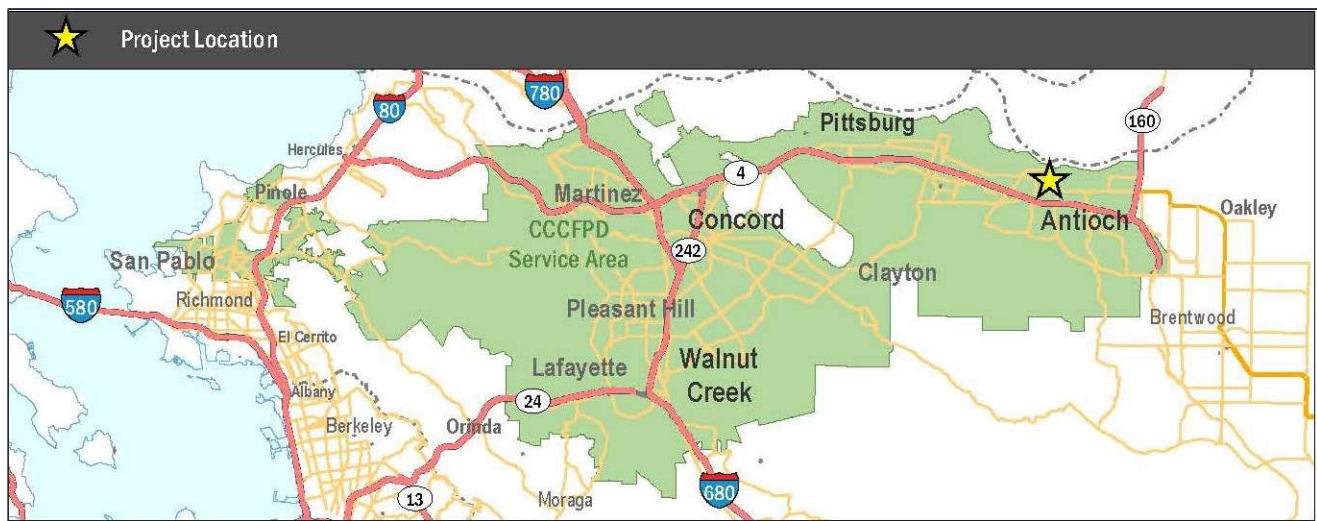 Project Location
780
80
160
Pittsburg
Hercules
4
Pinole
Martinez
Oakley
Antioch
Concord
CCCFPD
Service Area
242
San Pablo
Clayton
Richmond
580
Pleasant Hill
Brentwood
El Cerrito
Walnut
Creek
Lafayette
Albany
24
Berkeley
Orinda
680
13
Moraga